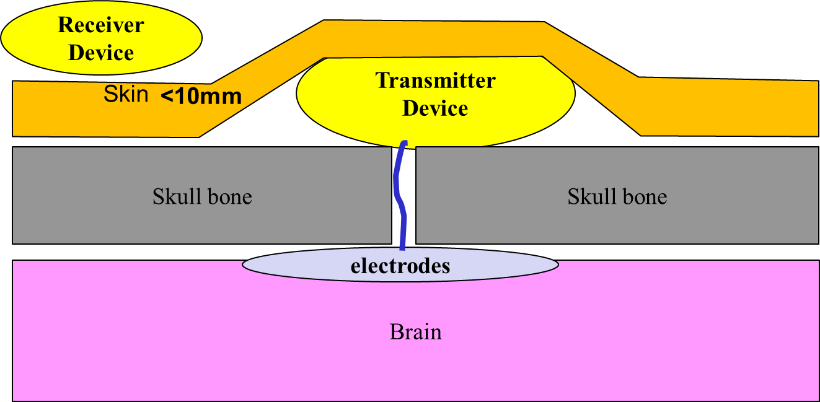 Receiver
Device
Skin <10mm
Transmitter
Device
Skull bone
Skull bone
electrodes
Brain